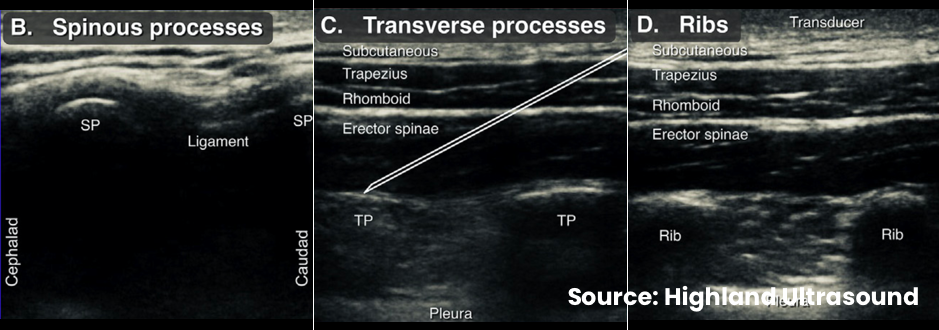 B. Spinous processes
SP
SP
Ligament
Cephalad
Caudad
C. Transverse processes
Subcutaneous
Trapezius
Rhomboid
Erector spinae
TP
TP
Pleura
D. Ribs
Transducer
Subcutaneous
Trapezius
Rhomboid
Erector spinae
Rib
Rib
Pleura
Source: Highland Ultrasound